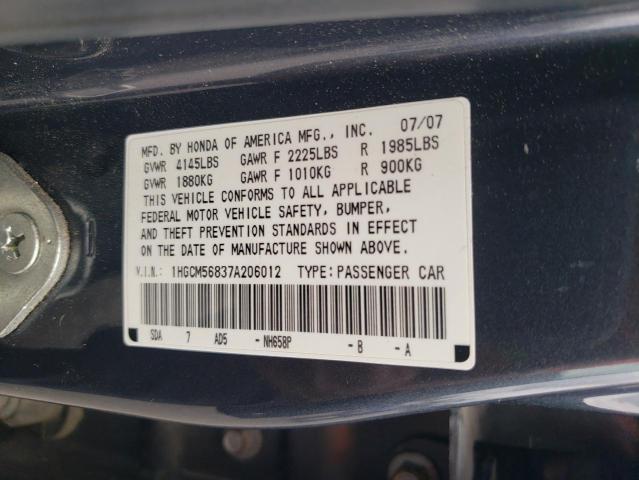 MFD. BY HONDA OF AMERICA MFG., INC. 07/07
GVWR 4145LBS GAWR F 2225LBS R 1985LBS
GVWR 1880KG GAWR F 1010KG R 900KG
THIS VEHICLE CONFORMS TO ALL APPLICABLE
FEDERAL MOTOR VEHICLE SAFETY, BUMPER,
AND THEFT PREVENTION STANDARDS IN EFFECT
ON THE DATE OF MANUFACTURE SHOWN ABOVE.
V.I.N.: 1HGCM56837A206012 TYPE: PASSENGER CAR
SDA 7 AD5 - NH658P - B - A